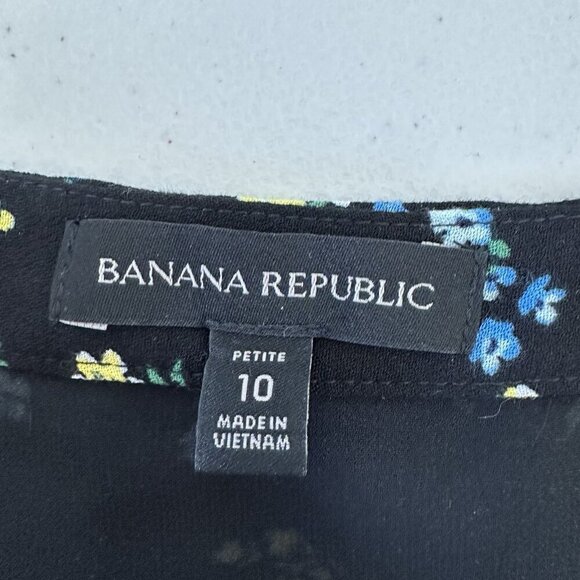 BANANA REPUBLIC
PETITE
10
MADE IN
VIETNAM